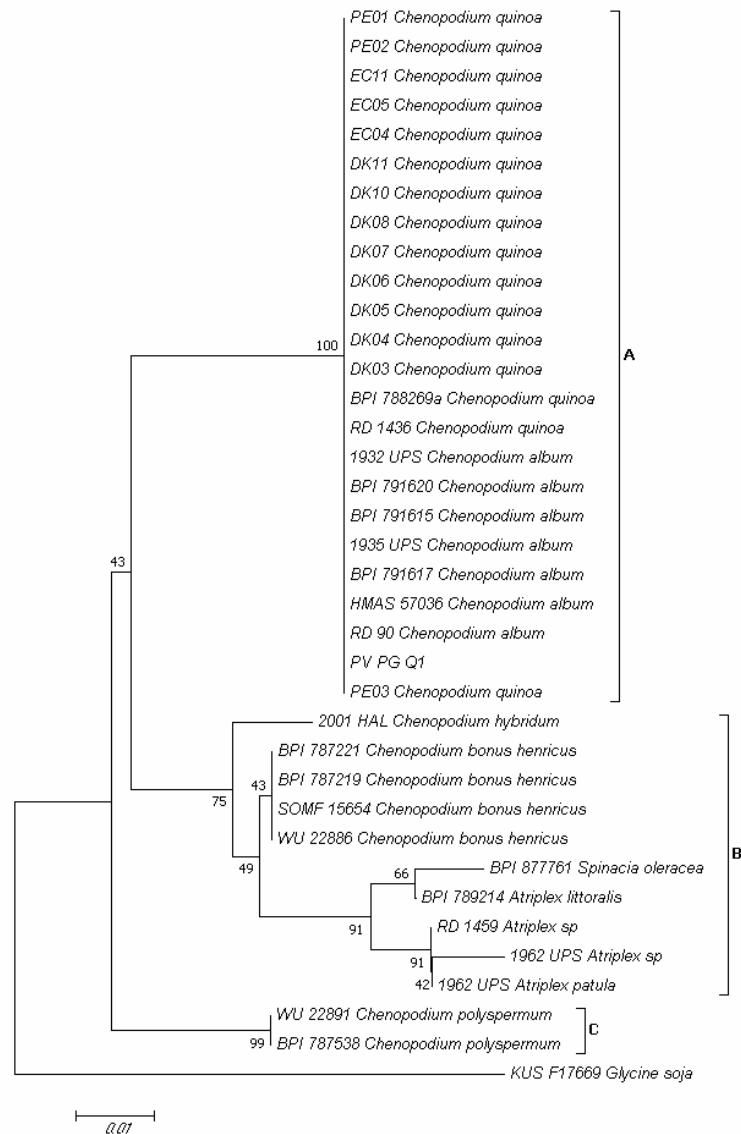 PE01 Chenopodium quinoa
PE02 Chenopodium quinoa
EC11 Chenopodium quinoa
EC05 Chenopodium quinoa
EC04 Chenopodium quinoa
DK11 Chenopodium quinoa
DK10 Chenopodium quinoa
DK08 Chenopodium quinoa
DK07 Chenopodium quinoa
DK06 Chenopodium quinoa
DK05 Chenopodium quinoa
DK04 Chenopodium quinoa
100
A
DK03 Chenopodium quinoa
BPI 788269a Chenopodium quinoa
RD 1436 Chenopodium quinoa
1932 UPS Chenopodium album
BPI 791620 Chenopodium album
BPI 791615 Chenopodium album
1935 UPS Chenopodium album
43
BPI 791617 Chenopodium album
HMAS 57036 Chenopodium album
RD 90 Chenopodium album
PV PG Q1
PE03 Chenopodium quinoa
2001 HAL Chenopodium hybridum
BPI 787221 Chenopodium bonus henricus
43
BPI 787219 Chenopodium bonus henricus
75
SOMF 15654 Chenopodium bonus henricus
WU 22886 Chenopodium bonus henricus
B
49
BPI 877761 Spinacia oleracea
66
BPI 789214 Atriplex littoralis
91
RD 1459 Atriplex sp
91
1962 UPS Atriplex sp
42
1962 UPS Atriplex patula
WU 22891 Chenopodium polyspermum
C
99
BPI 787538 Chenopodium polyspermum
KUS F17669 Glycine soja
0.01